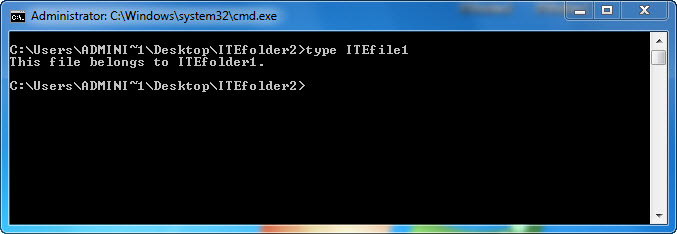 Administrator: C:\Windows\system32\cmd.exe
C:\Users\ADMINI~1\Desktop\ITEfolder2>type ITEfile1
This file belongs to ITEfolder1.
C:\Users\ADMINI~1\Desktop\ITEfolder2>